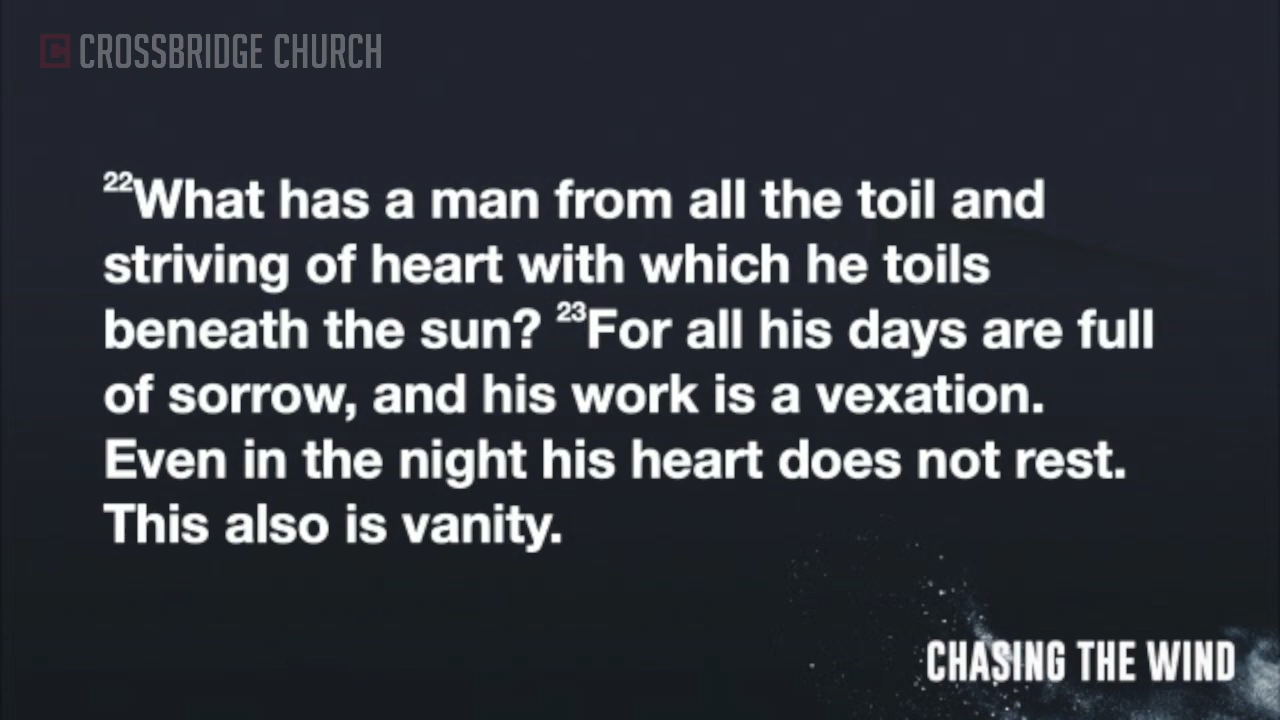 CROSSBRIDGE CHURCH
22What has a man from all the toil and
striving of heart with which he toils
beneath the sun? 23For all his days are full
of sorrow, and his work is a vexation.
Even in the night his heart does not rest.
This also is vanity.
CHASING THE WIND